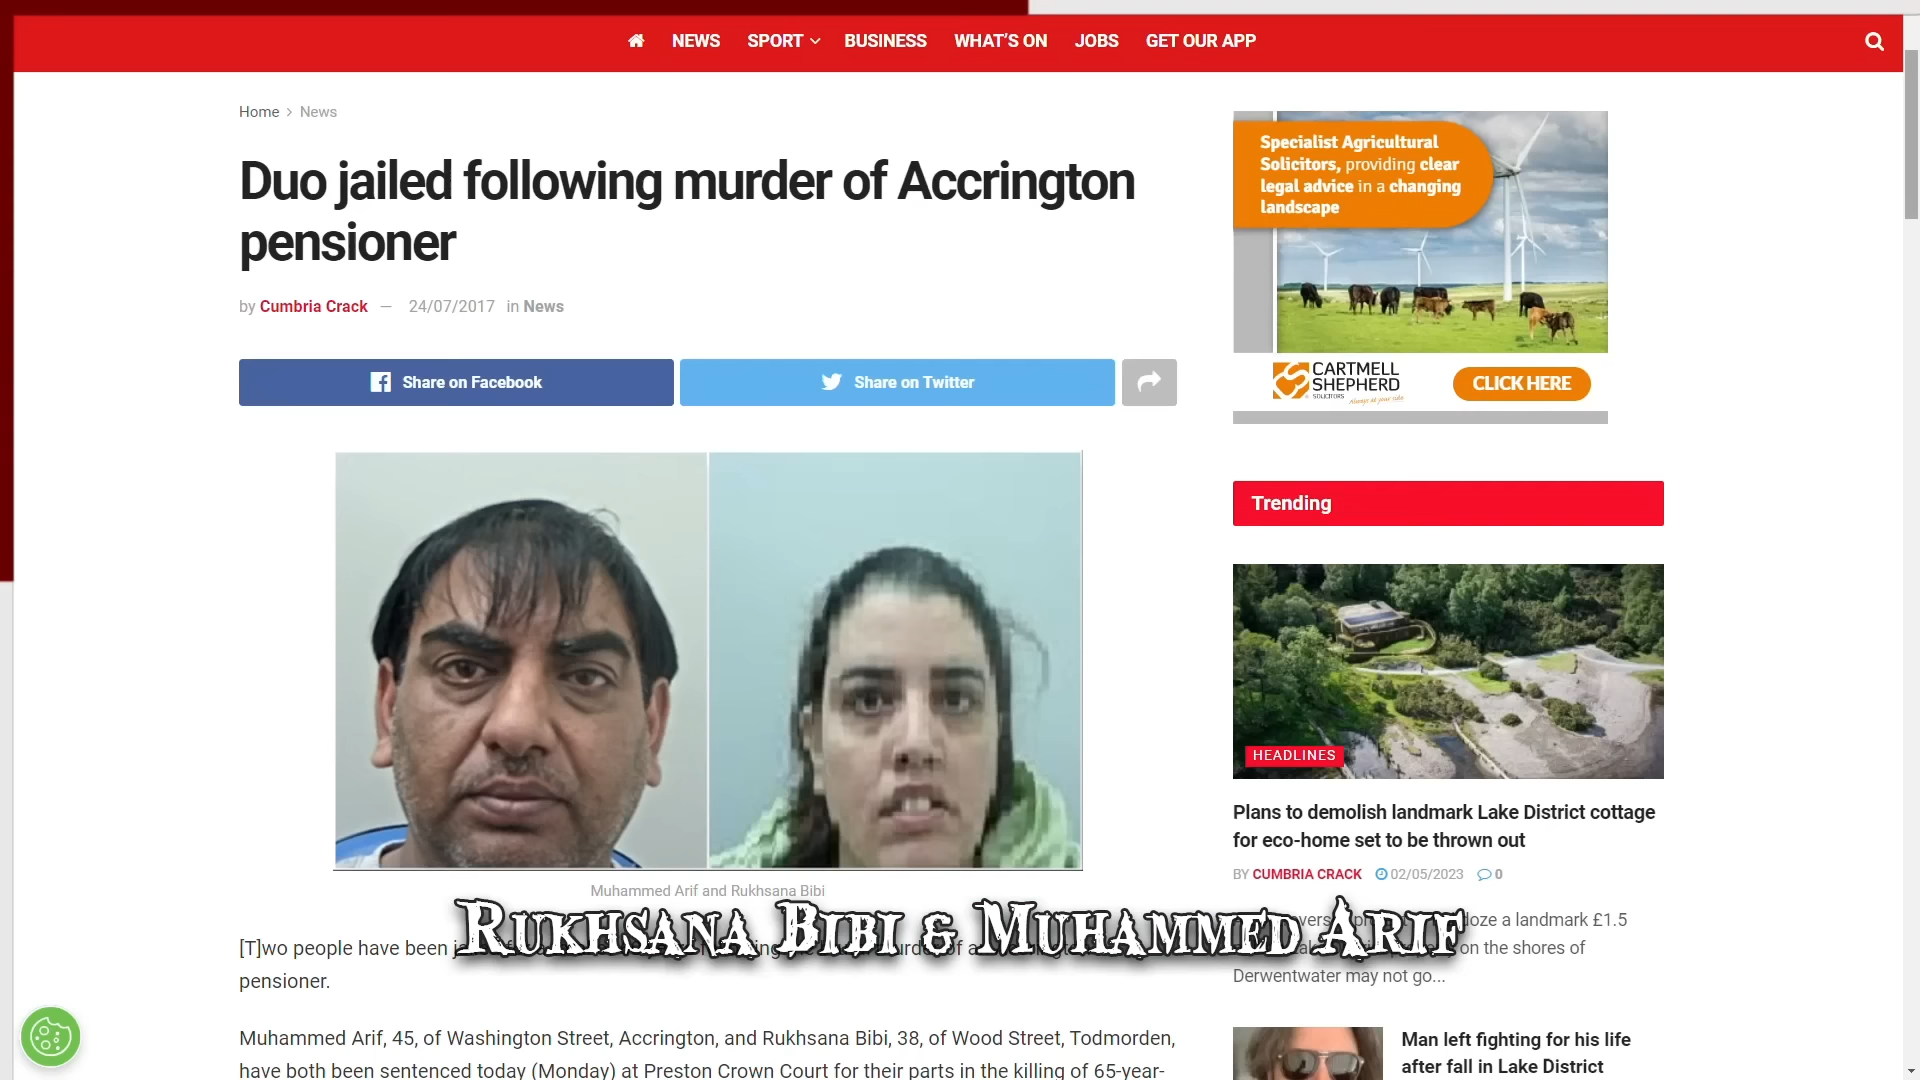 NEWS SPORT BUSINESS WHAT'S ON JOBS GET OUR APP
Home > News
Duo jailed following murder of Accrington
pensioner
by Cumbria Crack — 24/07/2017 in News
Share on Facebook
Share on Twitter
Muhammed Arif and Rukhsana Bibi
RUKHSANA BIBI & MUHAMMED ARIF
[T]wo people have been
pensioner.
Muhammed Arif, 45, of Washington Street, Accrington, and Rukhsana Bibi, 38, of Wood Street, Todmorden,
have both been sentenced today (Monday) at Preston Crown Court for their parts in the killing of 65-year-
Specialist Agricultural
Solicitors, providing clear
legal advice in a changing
landscape
CARTMELL
SHEPHERD
SOLICITORS
Always at your side
CLICK HERE
Trending
HEADLINES
Plans to demolish landmark Lake District cottage
for eco-home set to be thrown out
BY CUMBRIA CRACK 02/05/2023 0
a landmark £1.5
on the shores of
Derwentwater may not go...
Man left fighting for his life
after fall in Lake District